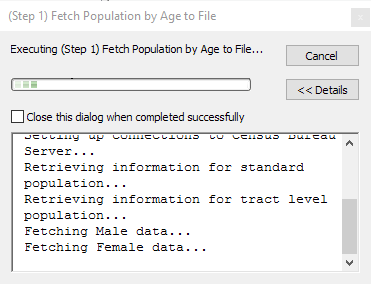 (Step 1) Fetch Population by Age to File
Executing (Step 1) Fetch Population by Age to File...
Cancel
<< Details
Close this dialog when completed successfully
Setting up connections to Census Bureau
Server...
Retrieving information for standard
population...
Retrieving information for tract level
population...
Fetching Male data...
Fetching Female data...